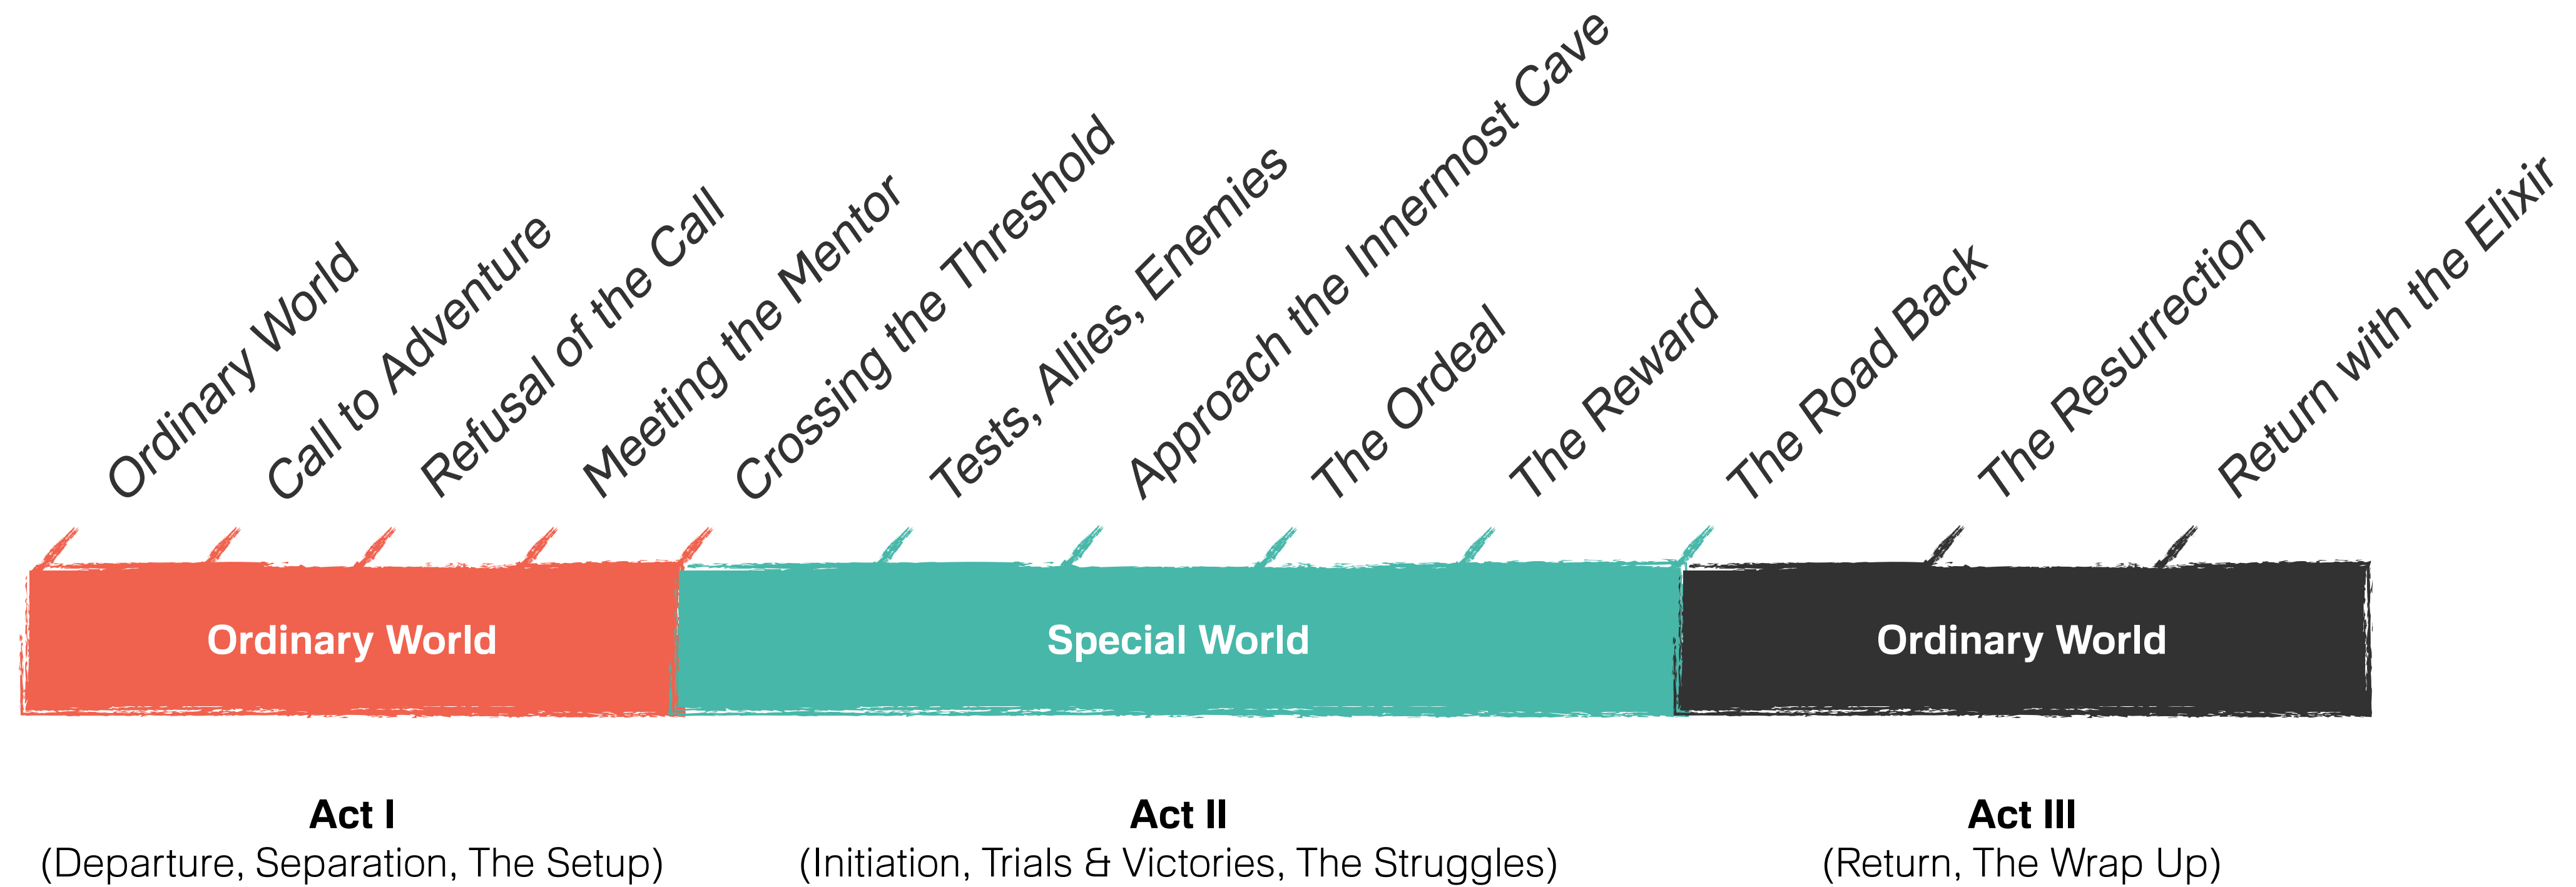 Ordinary World
Call to Adventure
Refusal of the Call
Meeting the Mentor
Crossing the Threshold
Tests, Allies, Enemies
Approach the Innermost Cave
The Ordeal
The Reward
The Road Back
The Resurrection
Return with the Elixir
Ordinary World
Special World
Ordinary World
Act I
(Departure, Separation, The Setup)
Act II
(Initiation, Trials & Victories, The Struggles)
Act III
(Return, The Wrap Up)